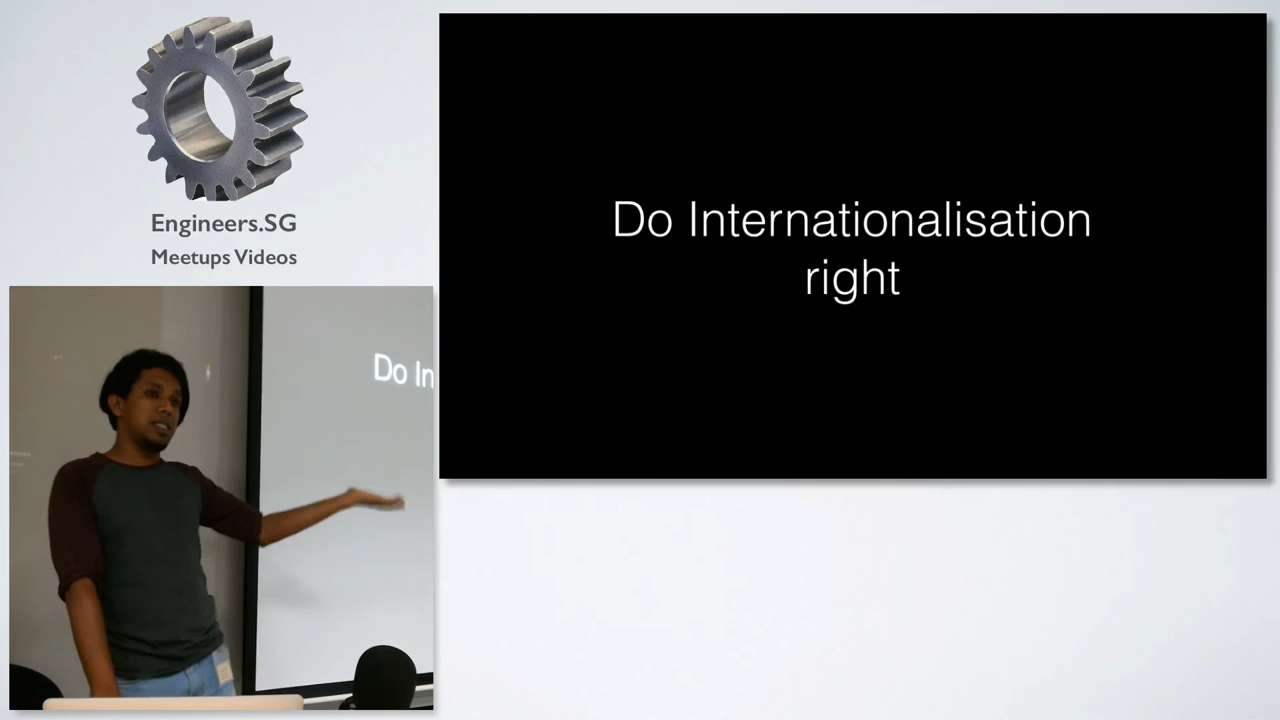 Engineers.SG
Meetups Videos
Do Internationalisation
right
Do In